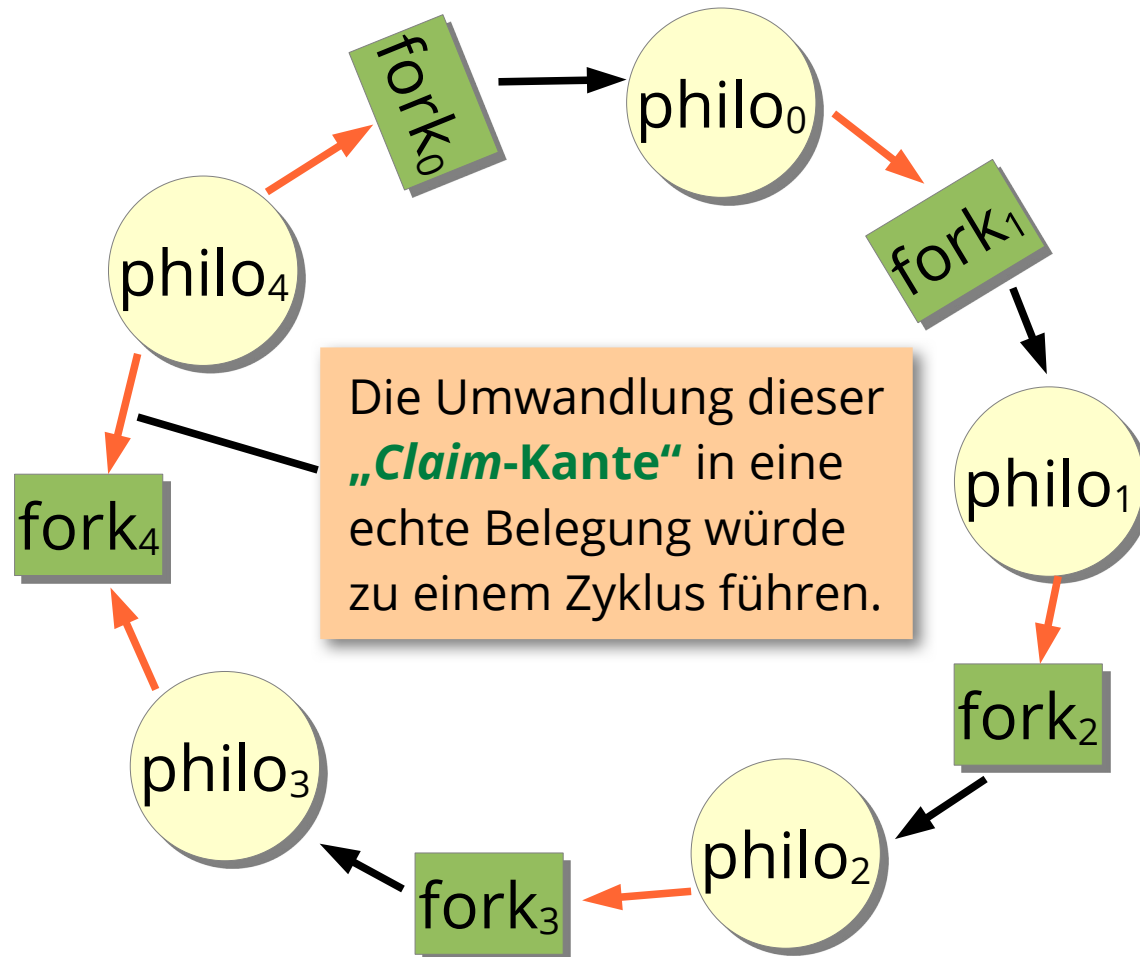 fork₀
philo₀
fork₁
philo₄
Die Umwandlung dieser
„Claim-Kante“ in eine
echte Belegung würde
zu einem Zyklus führen.
philo₁
fork₄
fork₂
philo₃
philo₂
fork₃